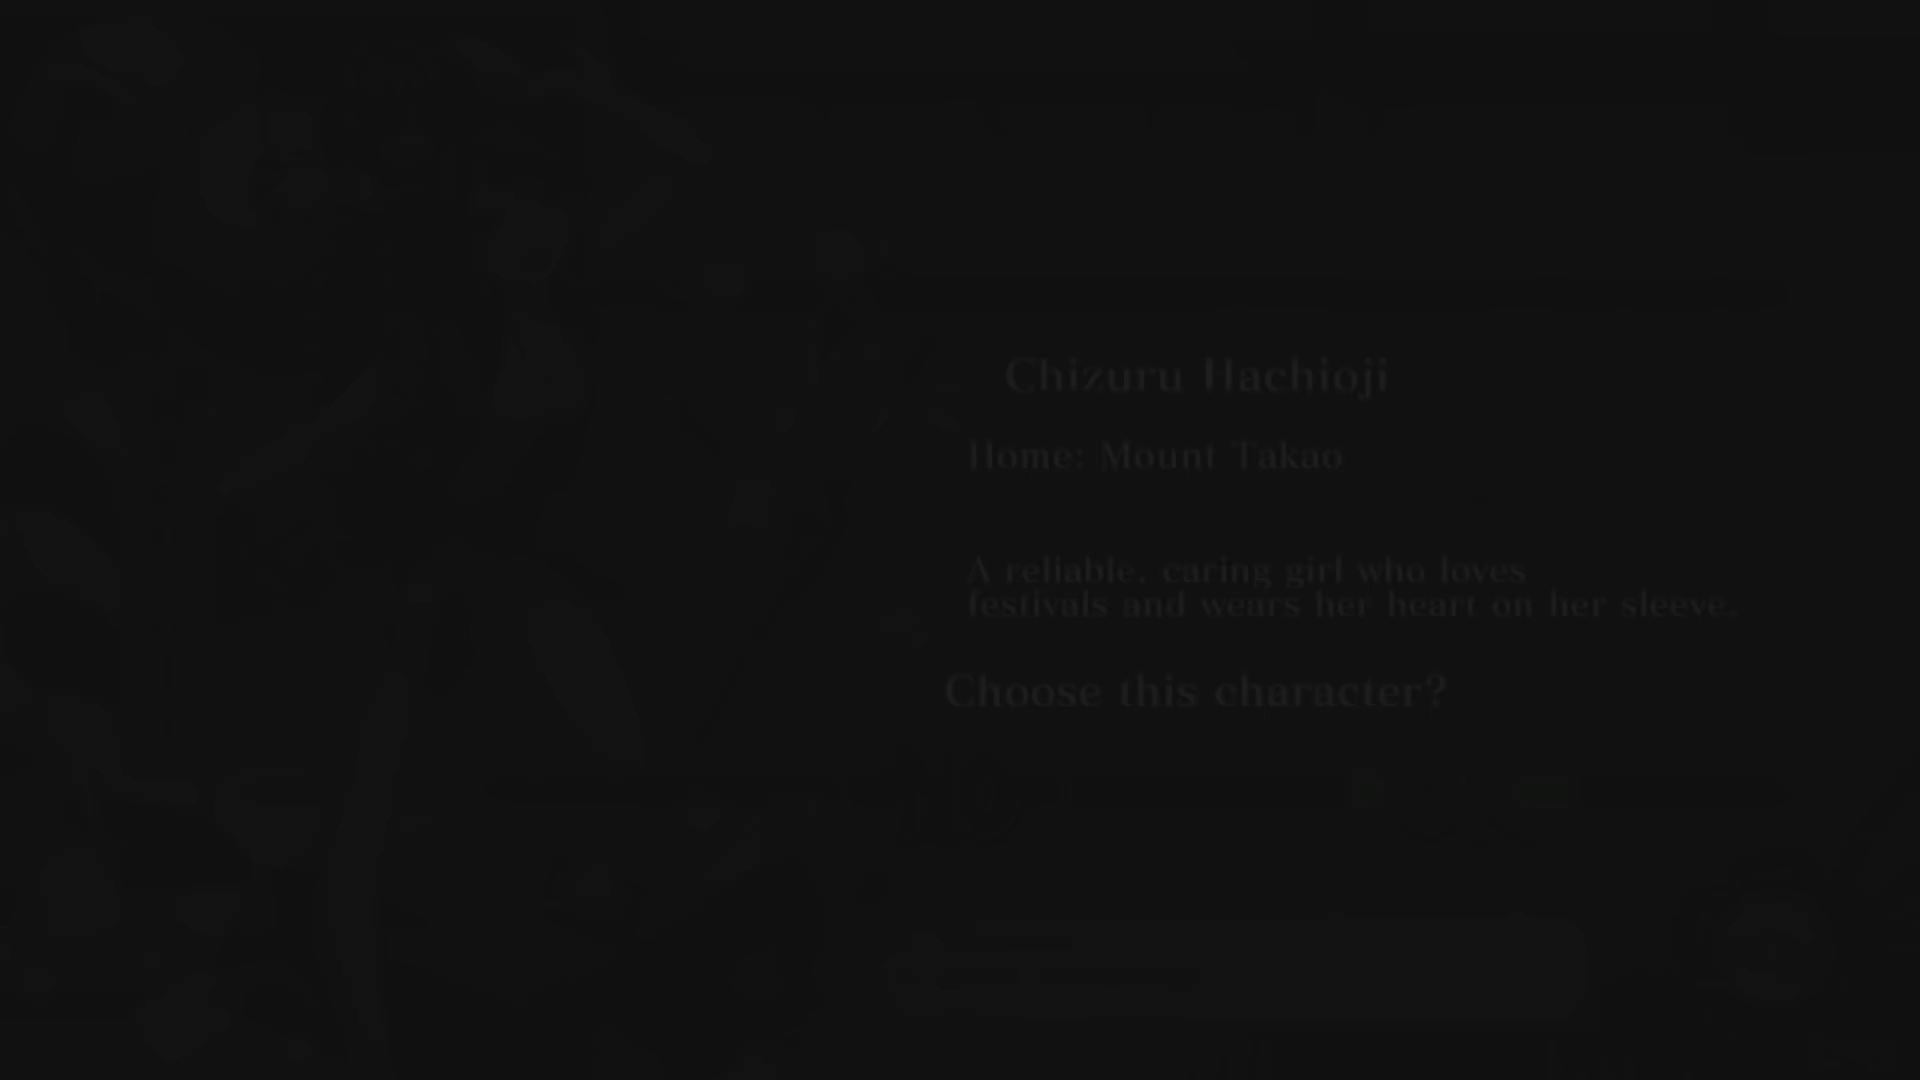 Chizuru Hachioji
Home: Mount Takao
A reliable, caring girl who loves
festivals and wears her heart on her sleeve.
Choose this character?